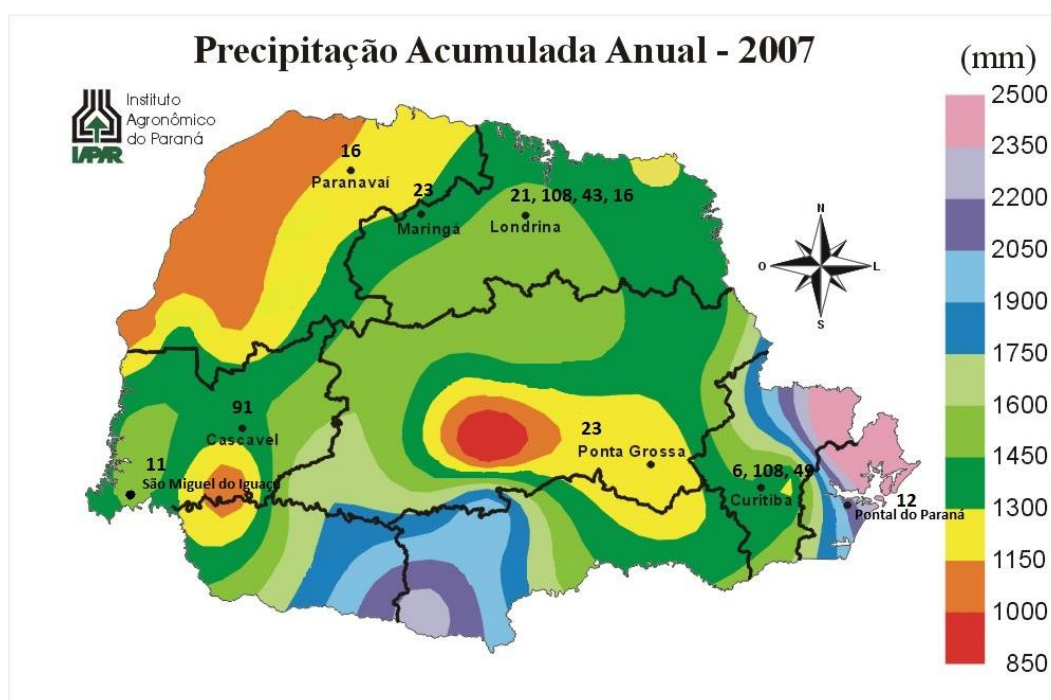 Precipitação Acumulada Anual - 2007
(mm)
Instituto
Agronômico
do Paraná
IAPAR
2500
2350
2200
2050
1900
1750
1600
1450
1300
1150
1000
850
N
O
L
S
16
Paranavaí
23
Maringá
21, 108, 43, 16
Londrina
91
Cascavel
11
São Miguel do Iguaçu
23
Ponta Grossa
6, 108, 49
Curitiba
12
Pontal do Paraná